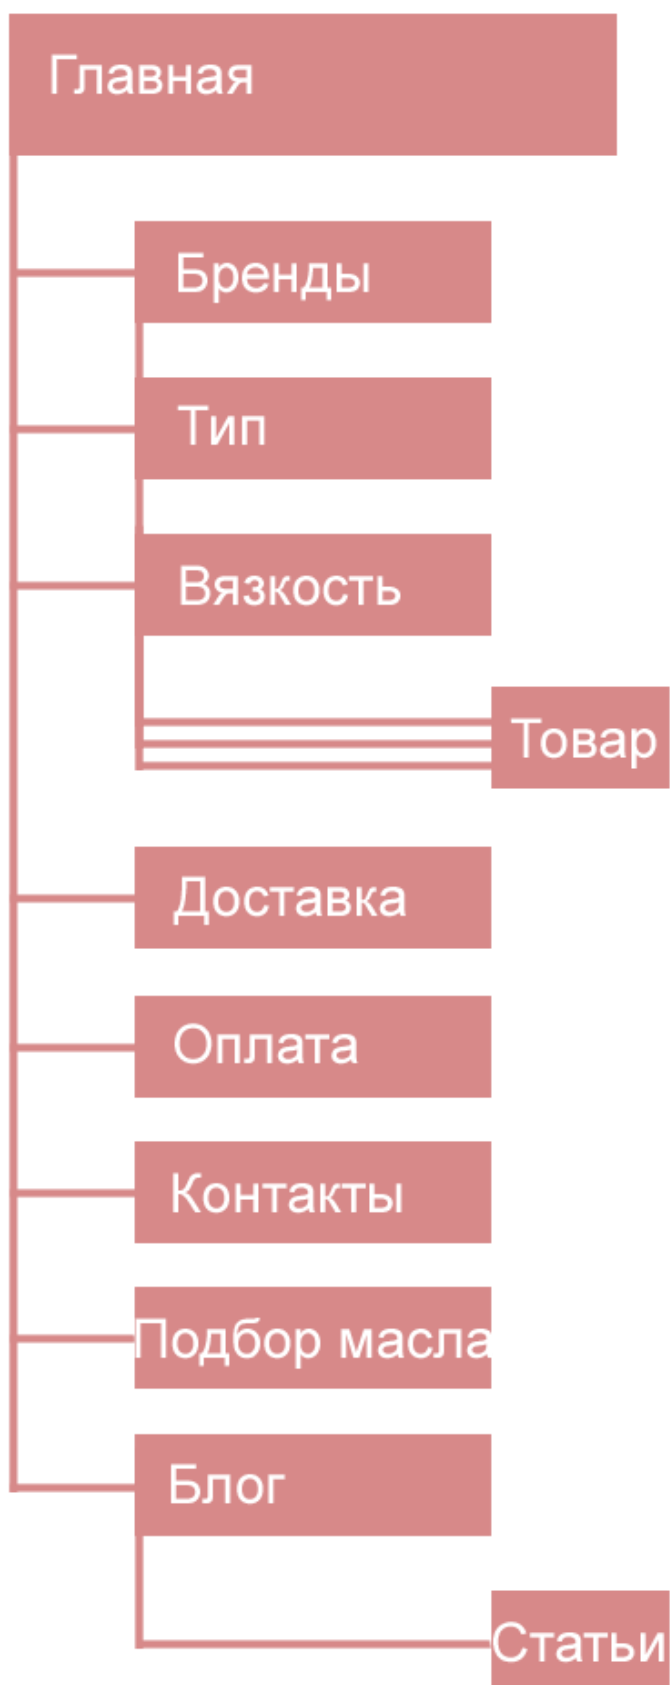 Главная
Бренды
Тип
Вязкость
Товар
Доставка
Оплата
Контакты
Подбор масла
Блог
Статьи